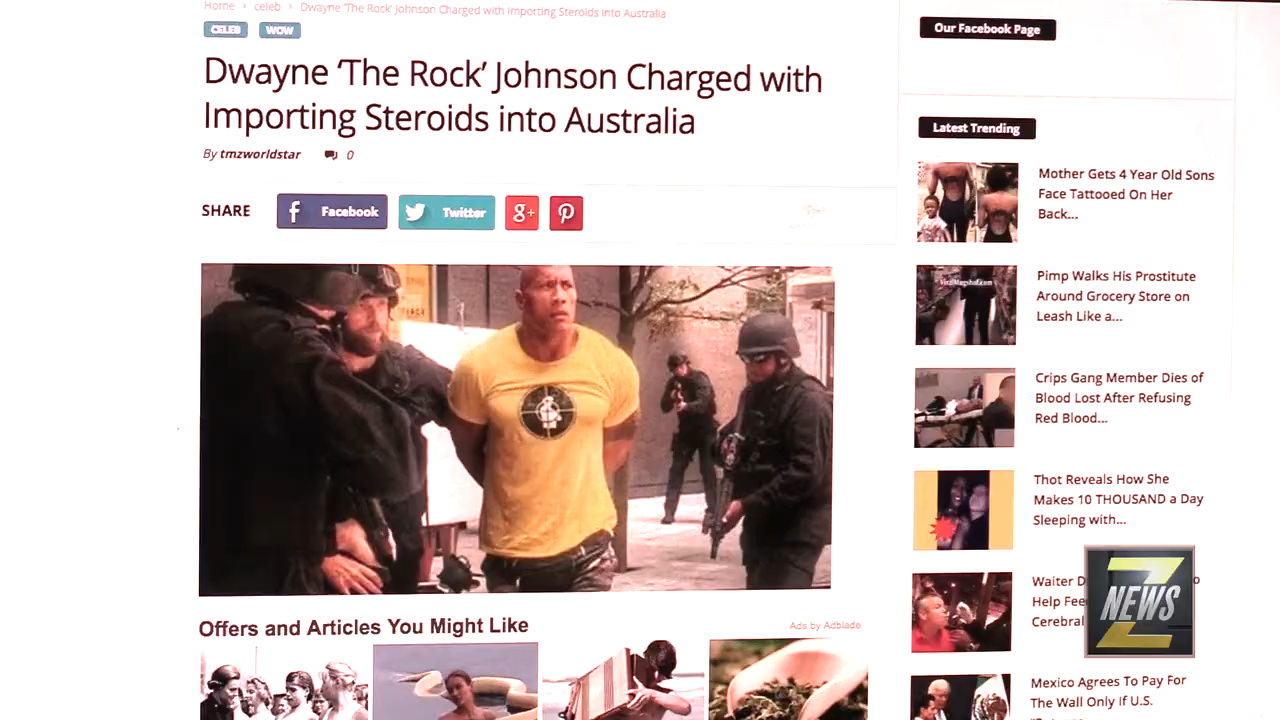 Home > celeb > Dwayne 'The Rock' Johnson Charged with Importing Steroids into Australia
CELEB WOW
Dwayne ‘The Rock’ Johnson Charged with
Importing Steroids into Australia
By tmzworldstar 0
SHARE
Facebook
Twitter
g+
Offers and Articles You Might Like
Ads by Adblade
Our Facebook Page
Latest Trending
Mother Gets 4 Year Old Sons
Face Tattooed On Her
Back...
Pimp Walks His Prostitute
Around Grocery Store on
Leash Like a...
Crips Gang Member Dies of
Blood Lost After Refusing
Red Blood...
Thot Reveals How She
Makes 10 THOUSAND a Day
Sleeping with...
Waiter
Help
Mexico Agrees To Pay For
The Wall Only If U.S.
Z NEWS